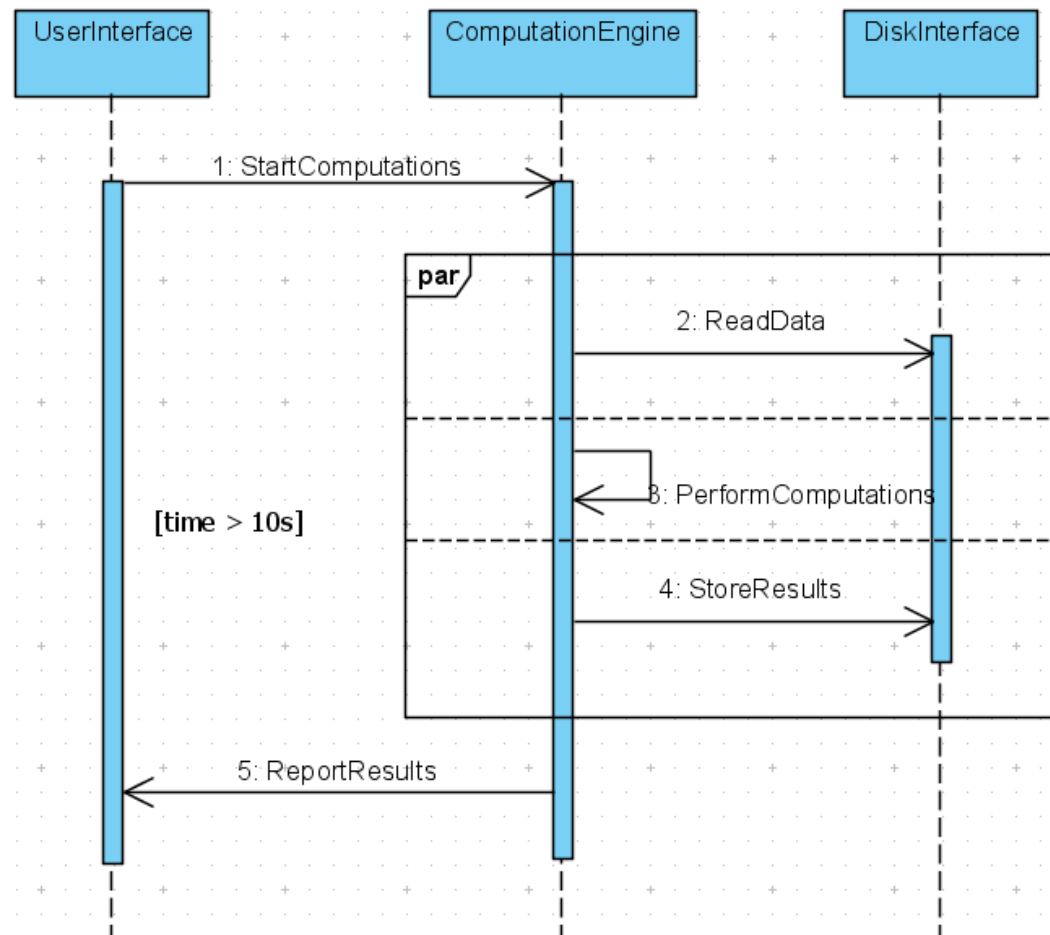 UserInterface
ComputationEngine
DiskInterface
1: StartComputations
par
2: ReadData
3: PerformComputations
[time > 10s]
4: StoreResults
5: ReportResults